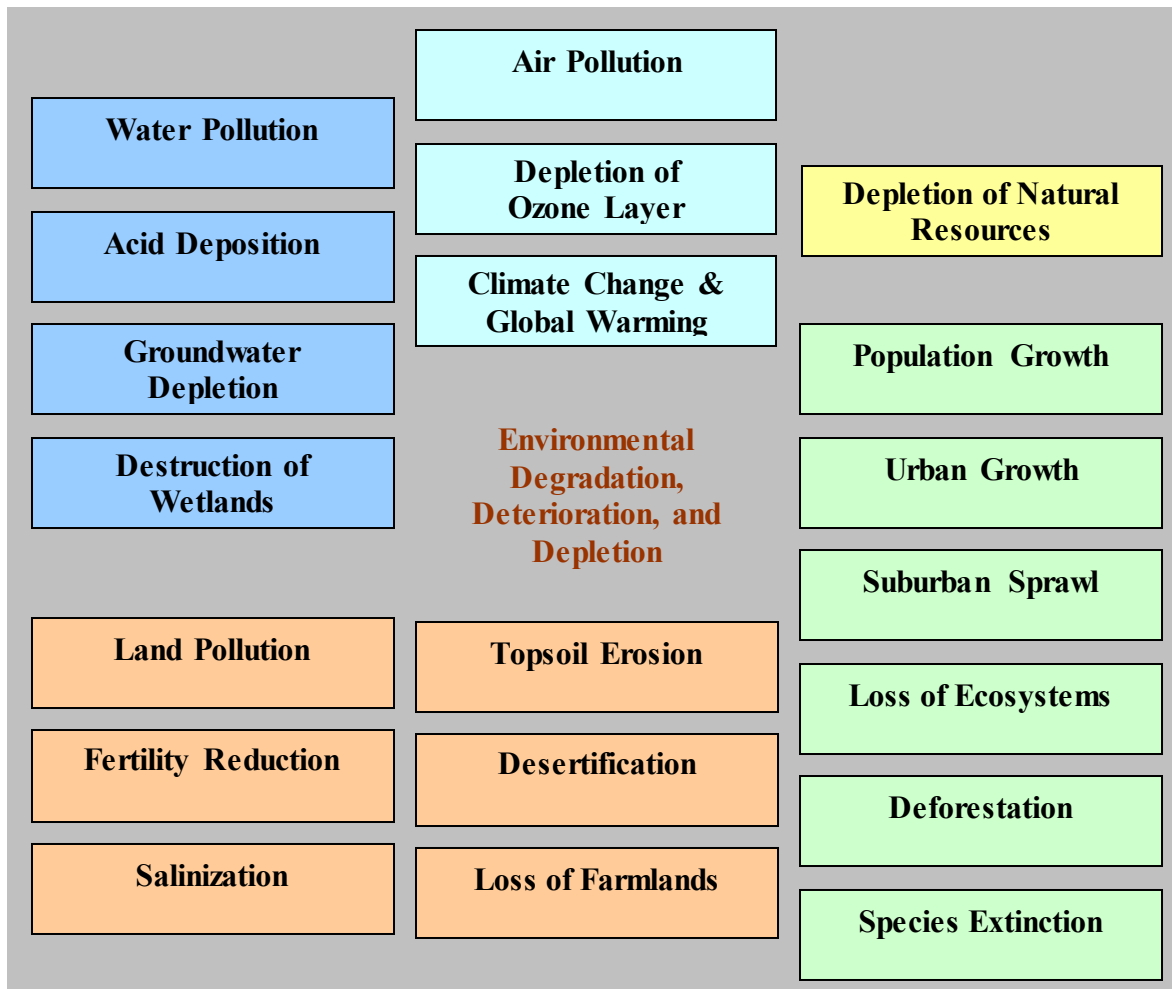 Air Pollution
Water Pollution
Depletion of
Ozone Layer
Depletion of Natural
Resources
Acid Deposition
Climate Change &
Global Warming
Groundwater
Depletion
Population Growth
Environmental
Degradation,
Deterioration, and
Depletion
Destruction of
Wetlands
Urban Growth
Suburban Sprawl
Land Pollution
Topsoil Erosion
Loss of Ecosystems
Fertility Reduction
Desertification
Deforestation
Salinization
Loss of Farmlands
Species Extinction